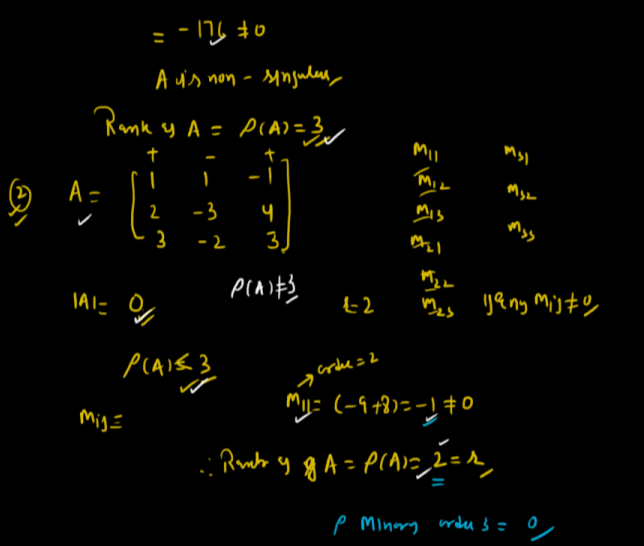 = -176 ≠ 0
A is non - singular
Rank of A = ρ(A) = 3
+ - +
② A = [ 1 1 -1
2 -3 4
3 -2 3 ]
M11 M31
M12 M32
M13 M33
M21
M22
M23 if any Mij ≠ 0
|A| = 0 ρ(A) ≠ 3
ρ(A) ≤ 3
order = 2
Mij =
M11 = (-9+8) = -1 ≠ 0
∴ Rank of A = ρ(A) = 2 = r
order 3 = 0